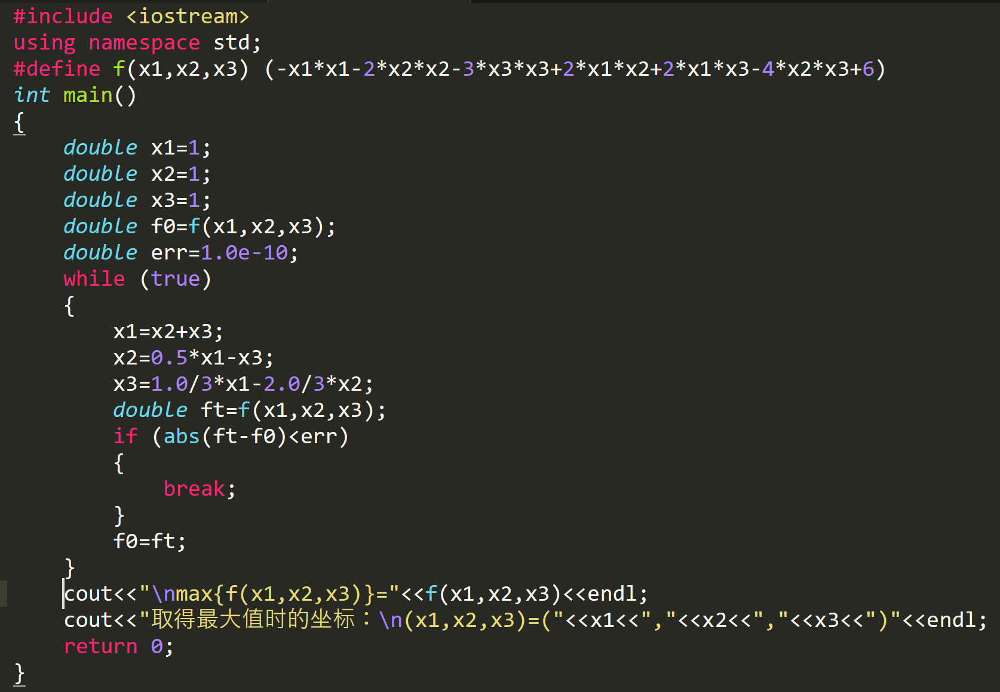 #include <iostream>
using namespace std;
#define f(x1,x2,x3) (-x1*x1-2*x2*x2-3*x3*x3+2*x1*x2+2*x1*x3-4*x2*x3+6)
int main()
{
    double x1=1;
    double x2=1;
    double x3=1;
    double f0=f(x1,x2,x3);
    double err=1.0e-10;
    while (true)
    {
        x1=x2+x3;
        x2=0.5*x1-x3;
        x3=1.0/3*x1-2.0/3*x2;
        double ft=f(x1,x2,x3);
        if (abs(ft-f0)<err)
        {
            break;
        }
        f0=ft;
    }
    cout<<"\nmax{f(x1,x2,x3)}="<<f(x1,x2,x3)<<endl;
    cout<<"取得最大值时的坐标：\n(x1,x2,x3)=("<<x1<<","<<x2<<","<<x3<<")"<<endl;
    return 0;
}